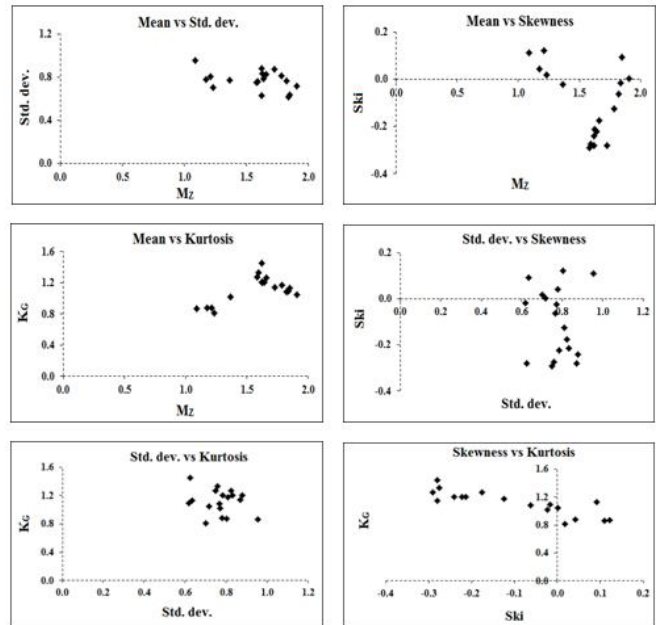 Mean vs Std. dev.
1.2
0.8
0.4
0.0
Std. dev.
0.0 0.5 1.0 1.5 2.0
MZ
Mean vs Skewness
0.2
0.0
-0.2
-0.4
Ski
0.0 0.5 1.0 1.5 2.0
MZ
Mean vs Kurtosis
1.6
1.2
0.8
0.4
0.0
KG
0.0 0.5 1.0 1.5 2.0
MZ
Std. dev. vs Skewness
0.2
0.0
-0.2
-0.4
Ski
0.0 0.2 0.4 0.6 0.8 1.0 1.2
Std. dev.
Std. dev. vs Kurtosis
1.6
1.2
0.8
0.4
0.0
KG
0.0 0.2 0.4 0.6 0.8 1.0 1.2
Std. dev.
Skewness vs Kurtosis
1.6
1.2
0.8
0.4
0.0
KG
-0.4 -0.3 -0.2 -0.1 0.0 0.1 0.2
Ski